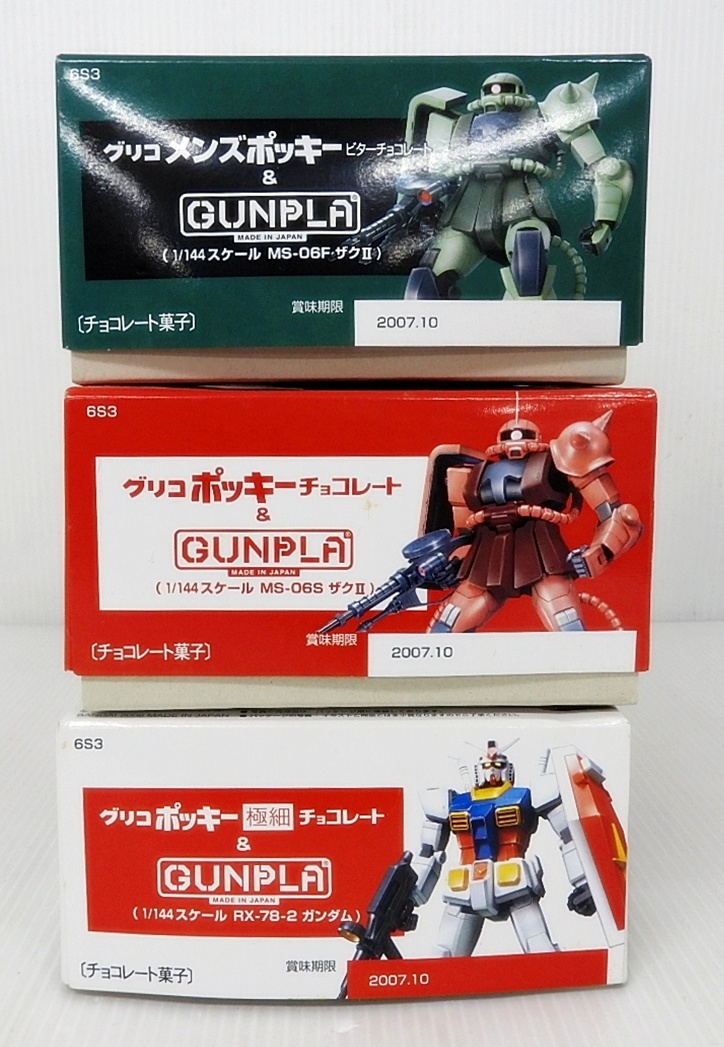 6S3
グリコ メンズポッキー ビターチョコレート
&
GUNPLA
MADE IN JAPAN
(1/144スケール MS-06F ザクⅡ)
賞味期限
〔チョコレート菓子〕
2007.10
6S3
グリコ ポッキー チョコレート
&
GUNPLA®
MADE IN JAPAN
(1/144スケール MS-06S ザクⅡ)
賞味期限
〔チョコレート菓子〕
2007.10
6S3
グリコ ポッキー 極細 チョコレート
&
GUNPLA®
MADE IN JAPAN
(1/144スケール RX-78-2 ガンダム)
賞味期限
〔チョコレート菓子〕
2007.10